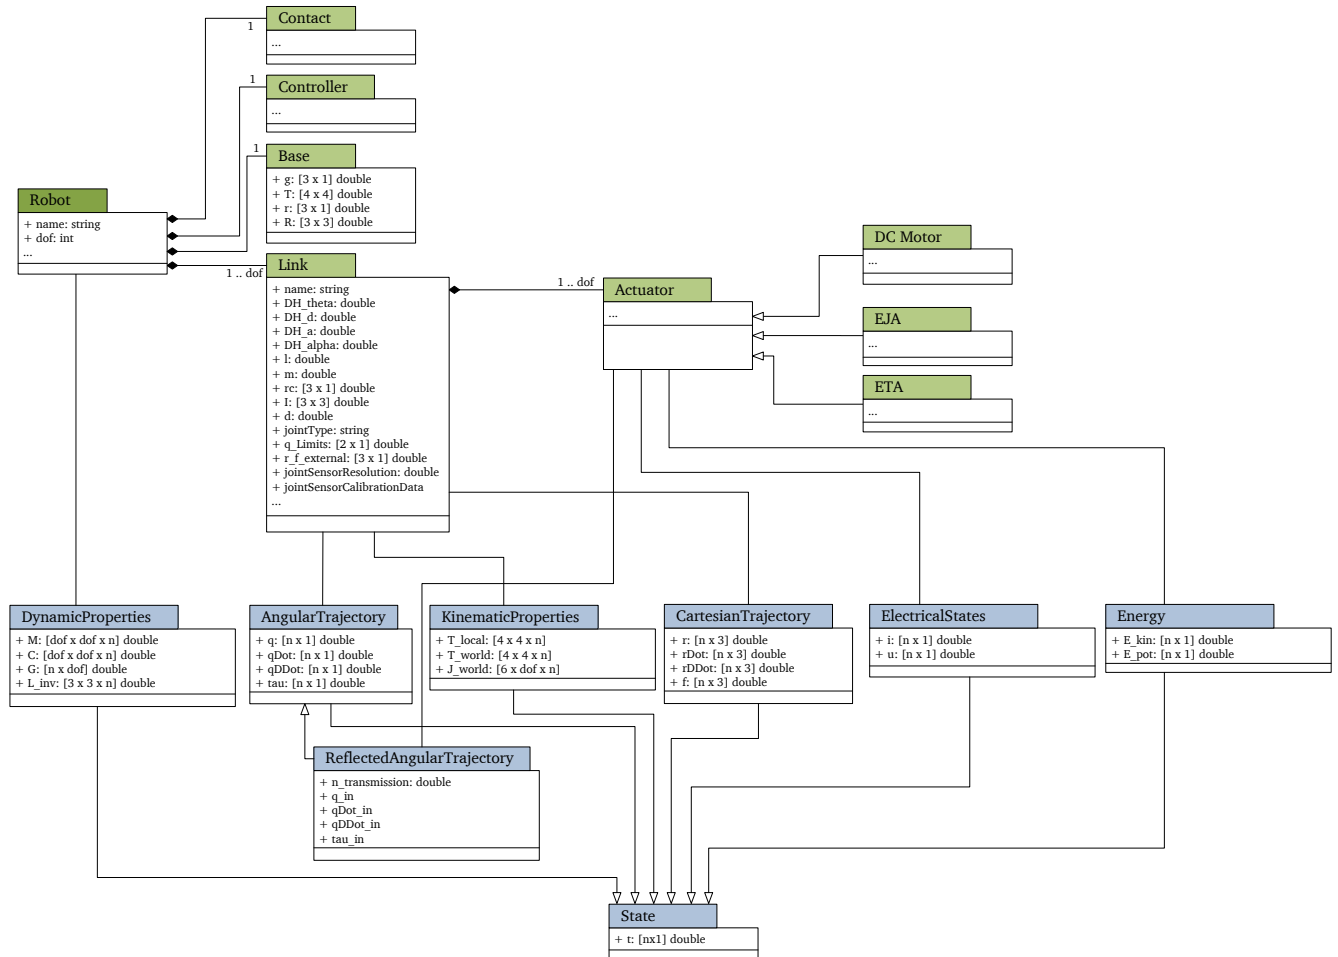 Contact
1
...
Controller
1
...
Base
1
+ g: [3 x 1] double
+ T: [4 x 4] double
+ r: [3 x 1] double
+ R: [3 x 3] double
Robot
+ name: string
+ dof: int
...
Link
1 .. dof
+ name: string
+ DH_theta: double
+ DH_d: double
+ DH_a: double
+ DH_alpha: double
+ l: double
+ m: double
+ rc: [3 x 1] double
+ I: [3 x 3] double
+ d: double
+ jointType: string
+ q_Limits: [2 x 1] double
+ r_f_external: [3 x 1] double
+ jointSensorResolution: double
+ jointSensorCalibrationData
...
1 .. dof
Actuator
...
DC Motor
...
EJA
...
ETA
...
DynamicProperties
+ M: [dof x dof x n] double
+ C: [dof x dof x n] double
+ G: [n x dof] double
+ L_inv: [3 x 3 x n] double
AngularTrajectory
+ q: [n x 1] double
+ qDot: [n x 1] double
+ qDDot: [n x 1] double
+ tau: [n x 1] double
KinematicProperties
+ T_local: [4 x 4 x n]
+ T_world: [4 x 4 x n]
+ J_world: [6 x dof x n]
CartesianTrajectory
+ r: [n x 3] double
+ rDot: [n x 3] double
+ rDDot: [n x 3] double
+ f: [n x 3] double
ElectricalStates
+ i: [n x 1] double
+ u: [n x 1] double
Energy
+ E_kin: [n x 1] double
+ E_pot: [n x 1] double
ReflectedAngularTrajectory
+ n_transmission: double
+ q_in
+ qDot_in
+ qDDot_in
+ tau_in
State
+ t: [nx1] double